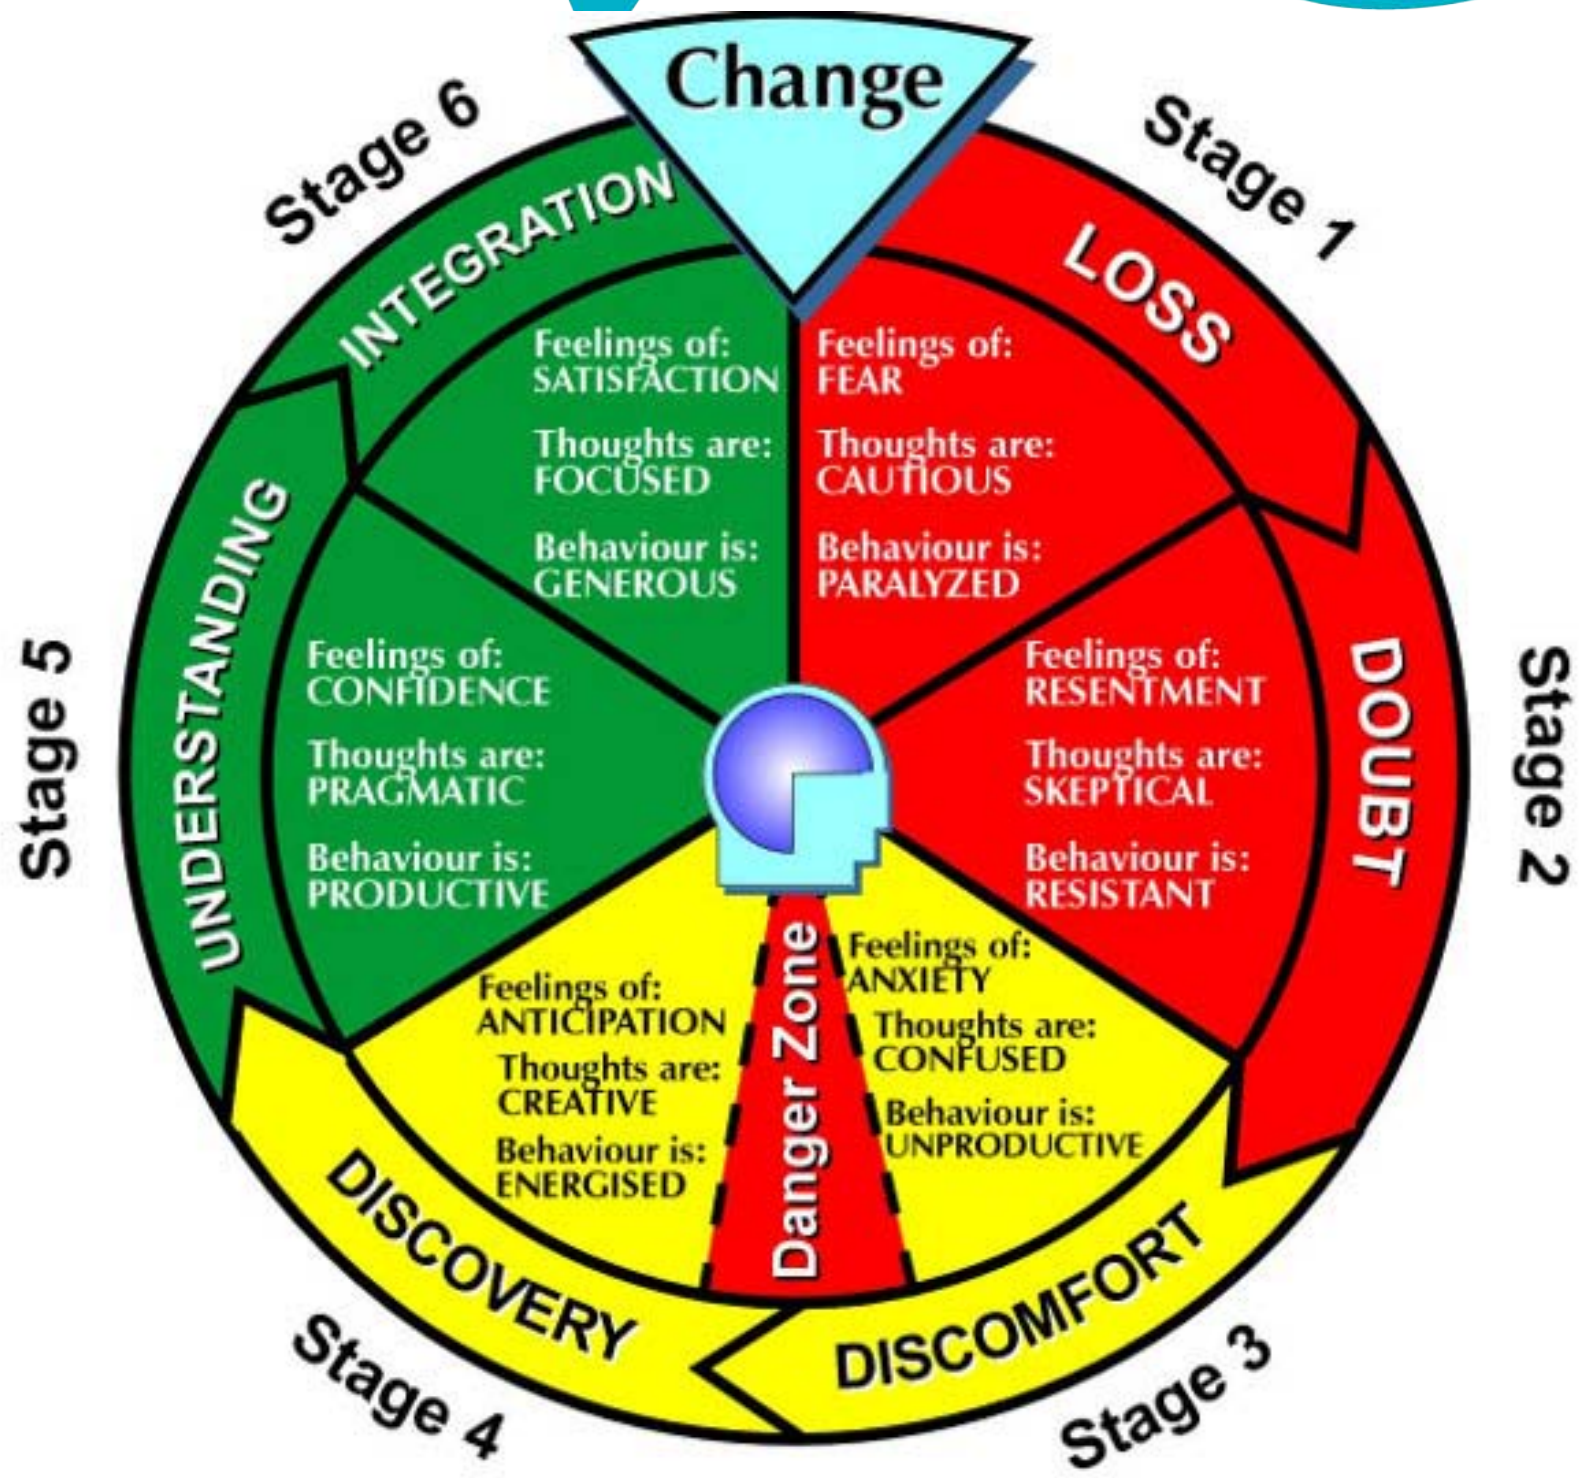 Change
Stage 1
LOSS
Feelings of:
FEAR
Thoughts are:
CAUTIOUS
Behaviour is:
PARALYZED
Stage 2
DOUBT
Feelings of:
RESENTMENT
Thoughts are:
SKEPTICAL
Behaviour is:
RESISTANT
Stage 3
DISCOMFORT
Feelings of:
ANXIETY
Thoughts are:
CONFUSED
Behaviour is:
UNPRODUCTIVE
Danger Zone
Stage 4
DISCOVERY
Feelings of:
ANTICIPATION
Thoughts are:
CREATIVE
Behaviour is:
ENERGISED
Stage 5
UNDERSTANDING
Feelings of:
CONFIDENCE
Thoughts are:
PRAGMATIC
Behaviour is:
PRODUCTIVE
Stage 6
INTEGRATION
Feelings of:
SATISFACTION
Thoughts are:
FOCUSED
Behaviour is:
GENEROUS